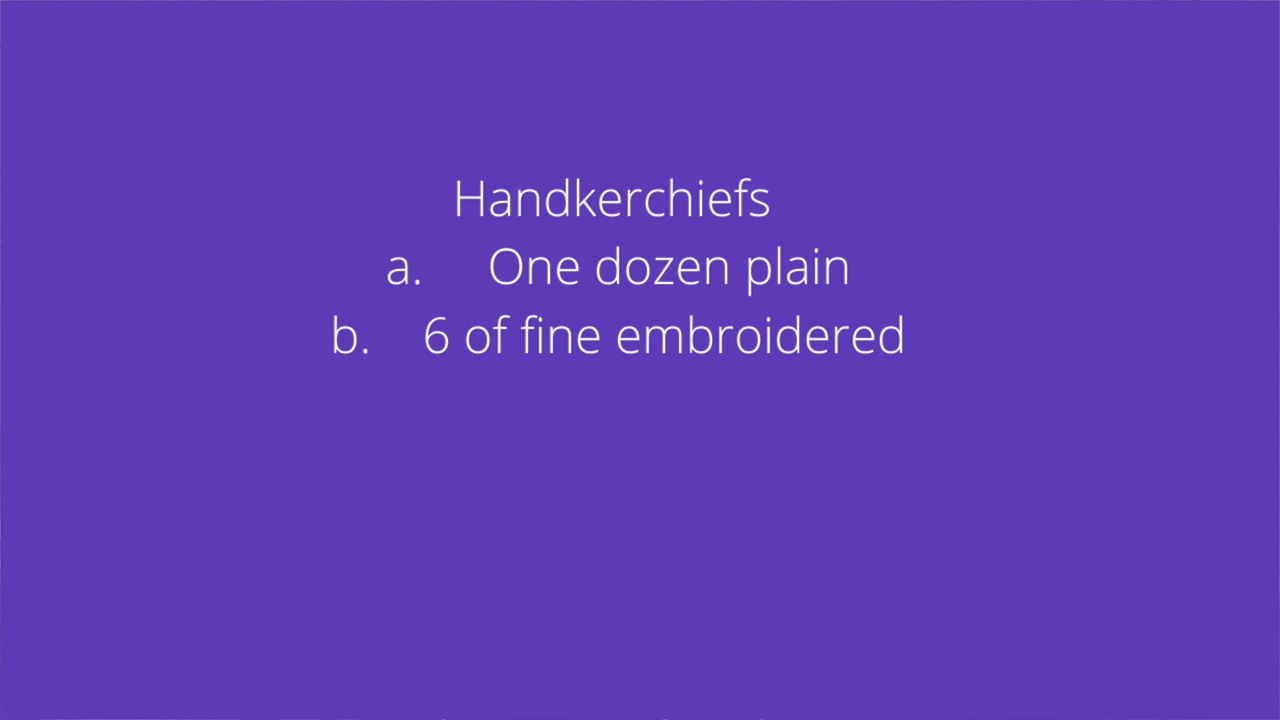 Handkerchiefs
a. One dozen plain
b. 6 of fine embroidered